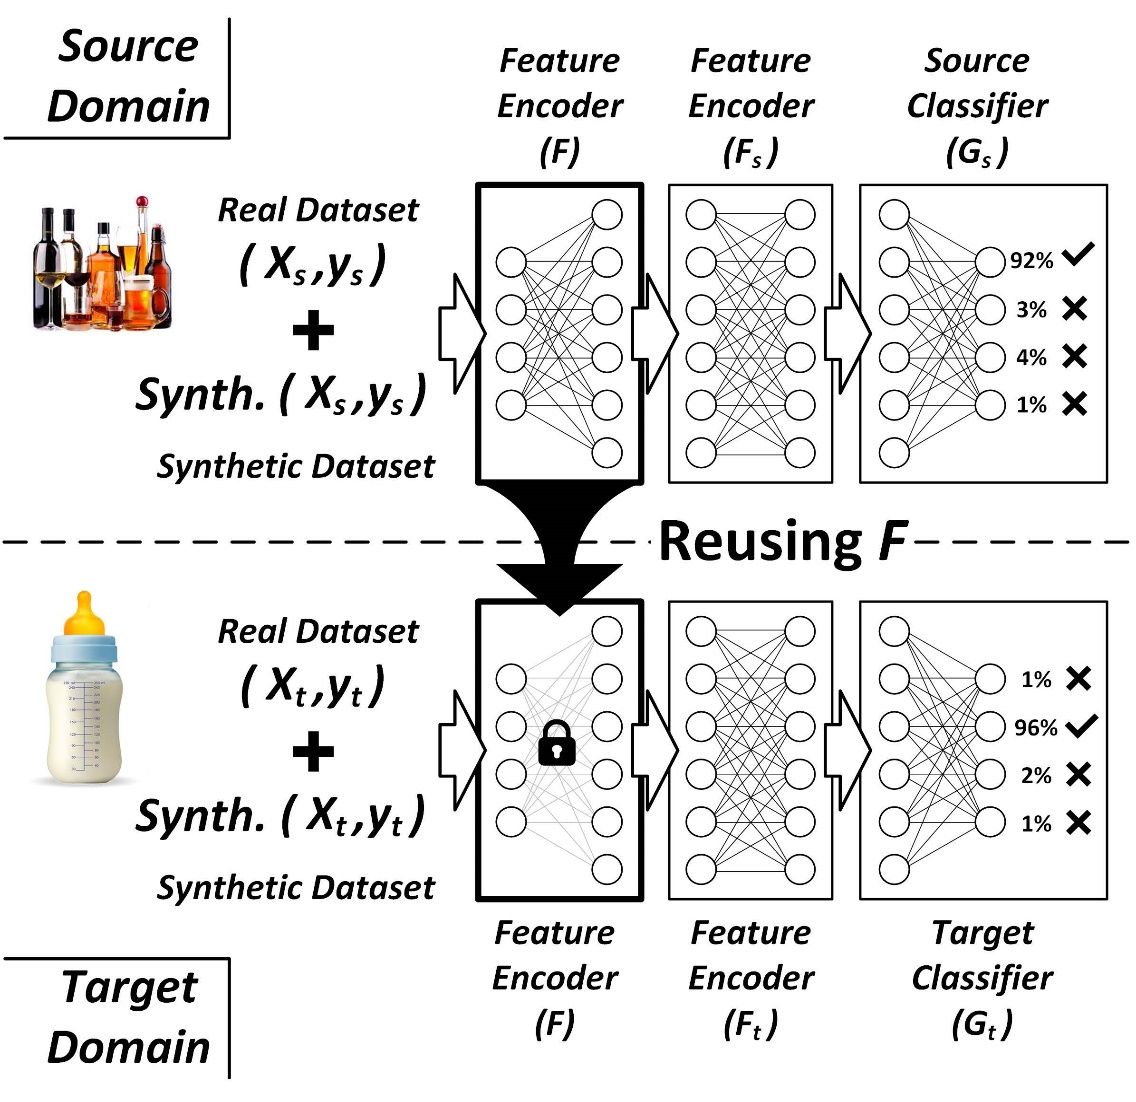 Source
Domain
Feature
Encoder
(F)
Feature
Encoder
(Fs)
Source
Classifier
(Gs)
Real Dataset
(Xs,ys)
+
Synth. (Xs,ys)
Synthetic Dataset
92%
3%
4%
1%
Reusing F
Real Dataset
(Xt,yt)
+
Synth. (Xt,yt)
Synthetic Dataset
1%
96%
2%
1%
Feature
Encoder
(F)
Feature
Encoder
(Ft)
Target
Classifier
(Gt)
Target
Domain